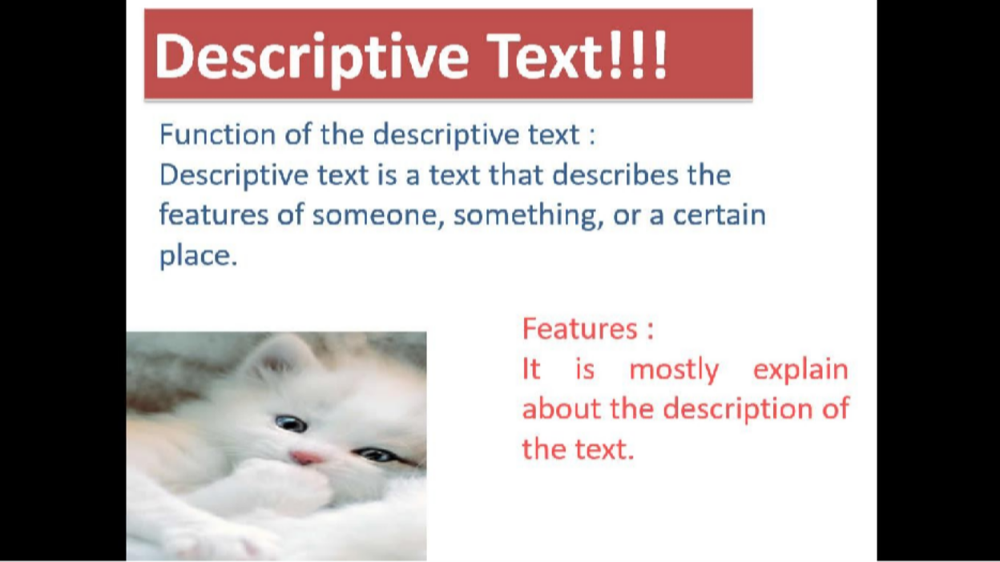 Descriptive Text!!!
Function of the descriptive text :
Descriptive text is a text that describes the
features of someone, something, or a certain
place.
Features :
It is mostly explain
about the description of
the text.